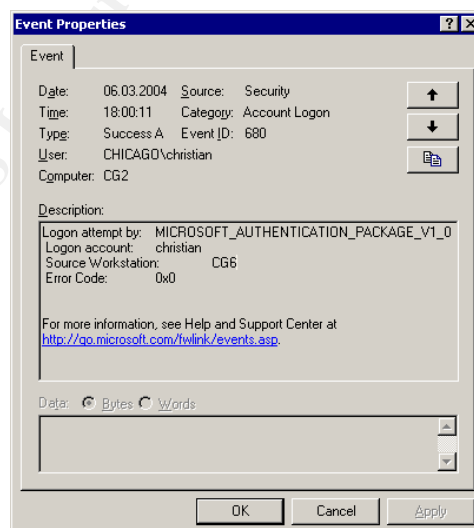 Event Properties
Event
Date: 06.03.2004 Source: Security
Time: 18:00:11 Category: Account Logon
Type: Success A Event ID: 680
User: CHICAGO\christian
Computer: CG2
Description:
Logon attempt by: MICROSOFT_AUTHENTICATION_PACKAGE_V1_0
Logon account: christian
Source Workstation: CG6
Error Code: 0x0
For more information, see Help and Support Center at
http://go.microsoft.com/fwlink/events.asp.
Data: Bytes Words
OK Cancel Apply